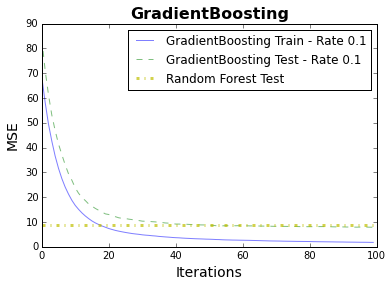 GradientBoosting
GradientBoosting Train - Rate 0.1
GradientBoosting Test - Rate 0.1
Random Forest Test
MSE
90
80
70
60
50
40
30
20
10
0
0 20 40 60 80 100
Iterations